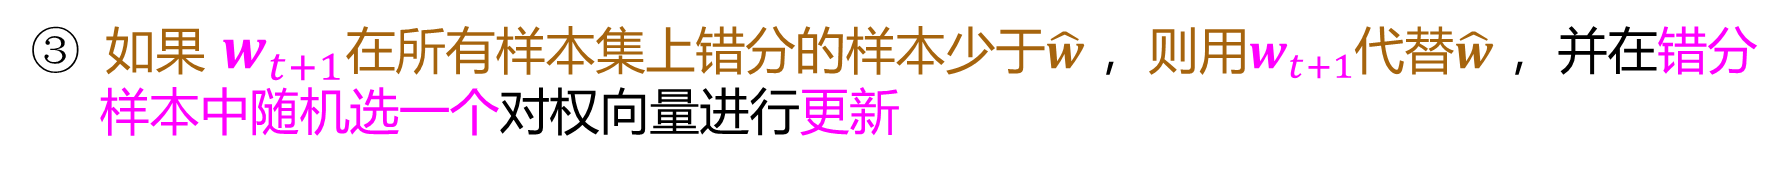 ③ 如果 𝒘ₜ₊₁在所有样本集上错分的样本少于ŵ ，则用𝒘ₜ₊₁代替ŵ ，并在错分
样本中随机选一个对权向量进行更新